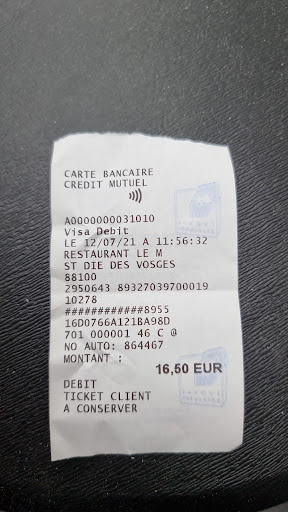 CARTE BANCAIRE
CREDIT MUTUEL
A0000000031010
Visa Debit
LE 12/07/21 A 11:56:32
RESTAURANT LE M
ST DIE DES VOSGES
88100
2950643 89327039700019
10278
############8955
16D0766A121BA98D
701 000001 46 C @
NO AUTO: 864467
MONTANT :
16,50 EUR
DEBIT
TICKET CLIENT
A CONSERVER